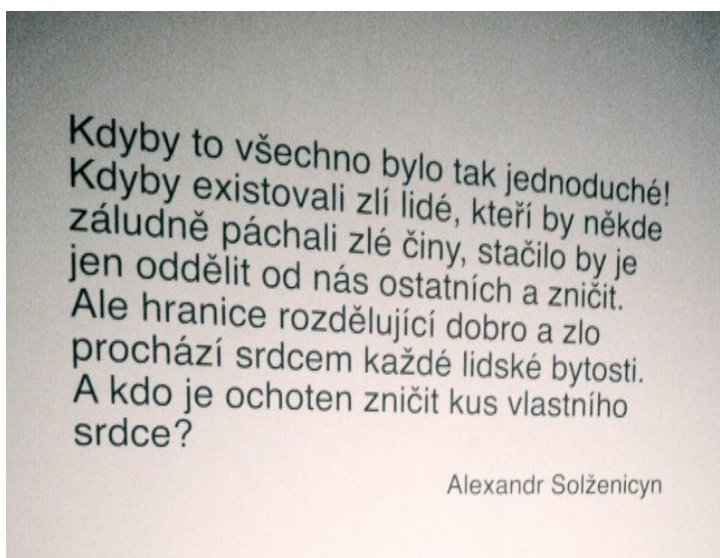 Kdyby to všechno bylo tak jednoduché!
Kdyby existovali zlí lidé, kteří by někde
záludně páchali zlé činy, stačilo by je
jen oddělit od nás ostatních a zničit.
Ale hranice rozdělující dobro a zlo
prochází srdcem každé lidské bytosti.
A kdo je ochoten zničit kus vlastního
srdce?
Alexandr Solženicyn